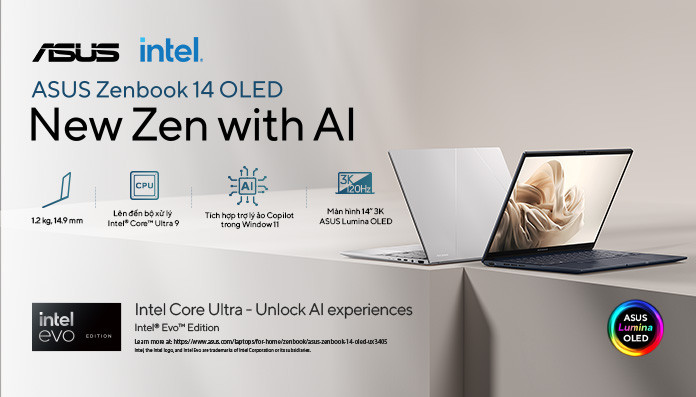 ASUS intel.
ASUS Zenbook 14 OLED
New Zen with AI
CPU
AI
3K
120Hz
1.2 kg, 14.9 mm
Lên đến bộ xử lý
Intel® Core™ Ultra 9
Tích hợp trợ lý ảo Copilot
trong Window 11
Màn hình 14" 3K
ASUS Lumina OLED
intel
evo EDITION
Intel Core Ultra - Unlock AI experiences
Intel® Evo™ Edition
Learn more at: https://www.asus.com/laptops/for-home/zenbook/asus-zenbook-14-oled-ux3405
Intel, the Intel logo, and Intel Evo are trademarks of Intel Corporation or its subsidiaries.
ASUS
Lumina
OLED